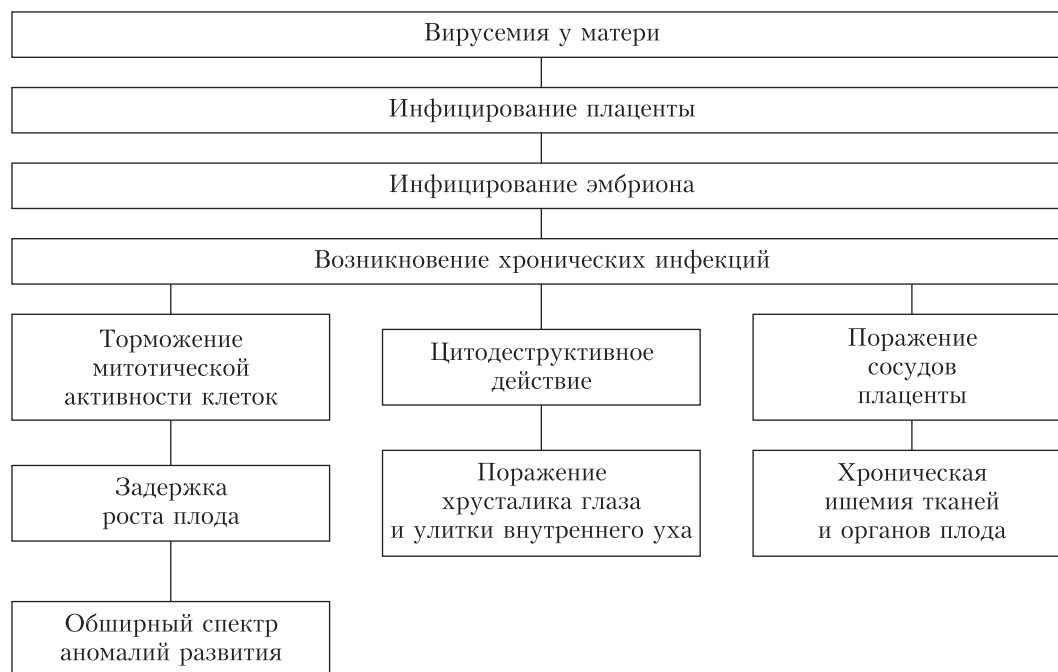 Вирусемия у матери
Инфицирование плаценты
Инфицирование эмбриона
Возникновение хронических инфекций
Торможение
митотической
активности клеток
Цитодеструктивное
действие
Поражение
сосудов
плаценты
Задержка
роста плода
Поражение
хрусталика глаза
и улитки внутреннего уха
Хроническая
ишемия тканей
и органов плода
Обширный спектр
аномалий развития